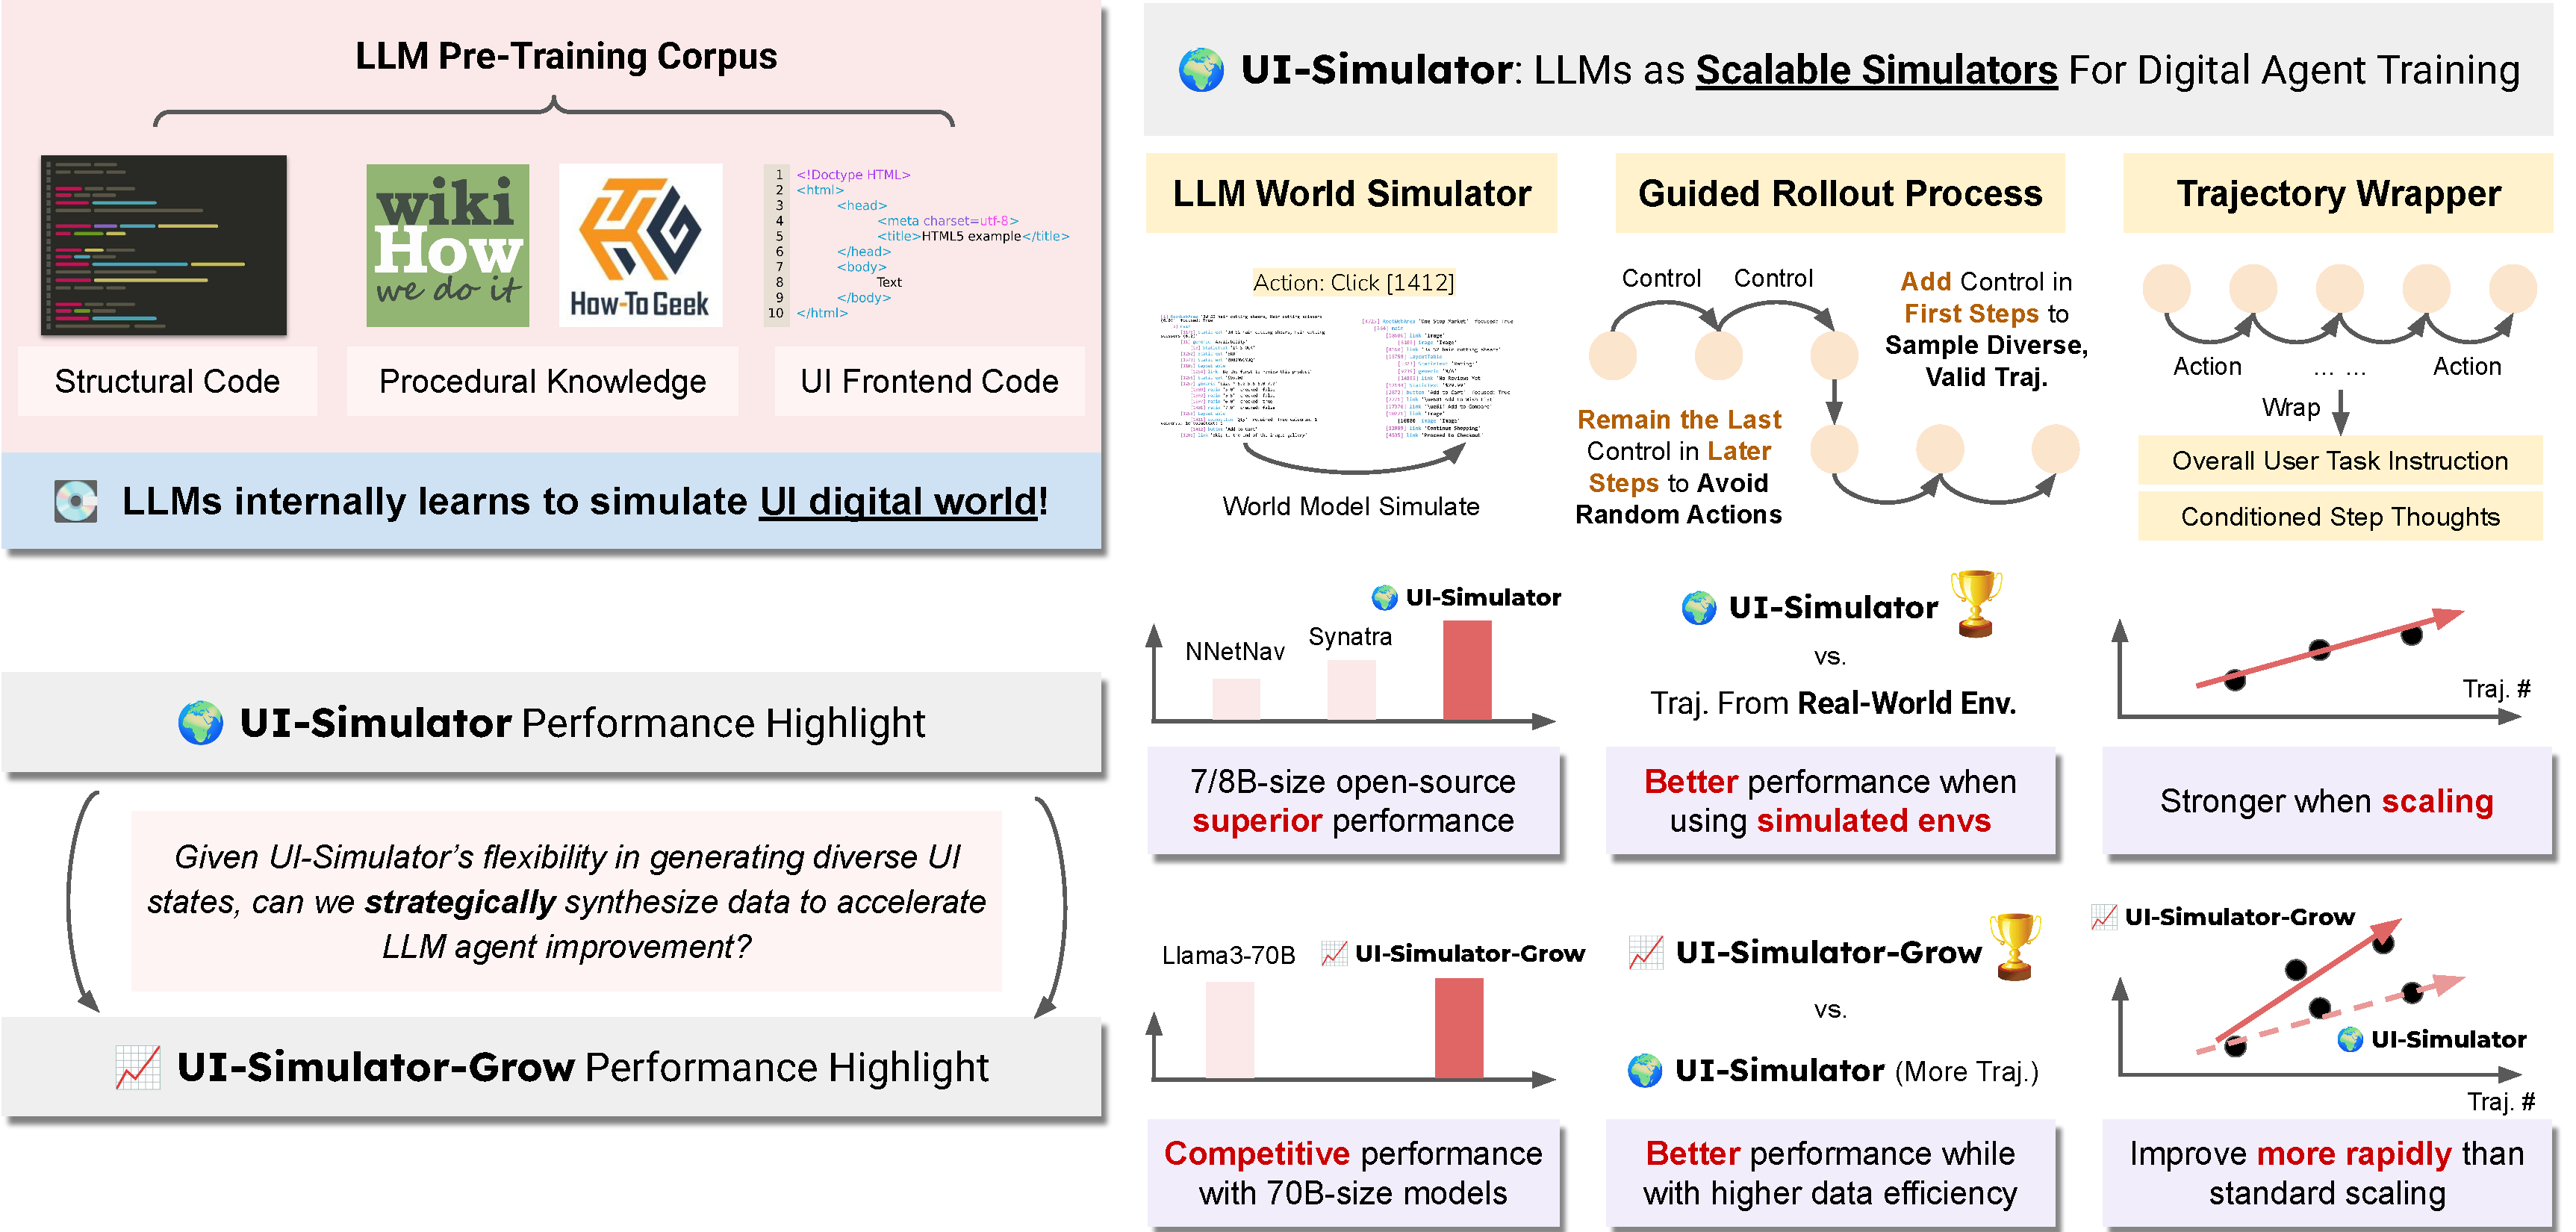 LLM Pre-Training Corpus
wiki
How
we do it
How-To Geek
1 <!Doctype HTML>
2 <html>
3 <head>
4 <meta charset=utf-8>
5 <title>HTML5 example</title>
6 </head>
7 <body>
8 Text
9 </body>
10 </html>
Structural Code
Procedural Knowledge
UI Frontend Code
LLMs internally learns to simulate UI digital world!
UI-Simulator: LLMs as Scalable Simulators For Digital Agent Training
LLM World Simulator
Action: Click [1412]
World Model Simulate
Guided Rollout Process
Control
Control
Add Control in
First Steps to
Sample Diverse,
Valid Traj.
Remain the Last
Control in Later
Steps to Avoid
Random Actions
Trajectory Wrapper
Action
... ...
Action
Wrap
Overall User Task Instruction
Conditioned Step Thoughts
UI-Simulator Performance Highlight
NNetNav
Synatra
UI-Simulator
7/8B-size open-source
superior performance
UI-Simulator
vs.
Traj. From Real-World Env.
Better performance when
using simulated envs
Traj. #
Stronger when scaling
Given UI-Simulator's flexibility in generating diverse UI
states, can we strategically synthesize data to accelerate
LLM agent improvement?
UI-Simulator-Grow Performance Highlight
Llama3-70B
UI-Simulator-Grow
Competitive performance
with 70B-size models
UI-Simulator-Grow
vs.
UI-Simulator (More Traj.)
Better performance while
with higher data efficiency
UI-Simulator-Grow
UI-Simulator
Traj. #
Improve more rapidly than
standard scaling